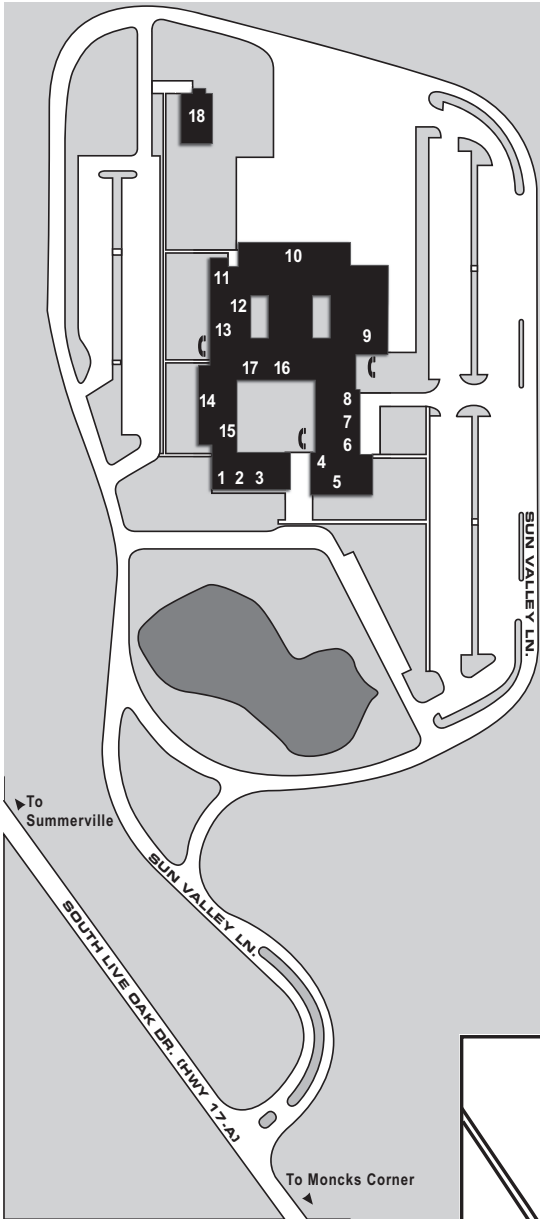 18
10
11
12
13
9
17 16
14
8
15
7
6
4
1 2 3
5
SUN VALLEY LN.
To
Summerville
SUN VALLEY LN.
SOUTH LIVE OAK DR. (HWY 17-A)
To Moncks Corner